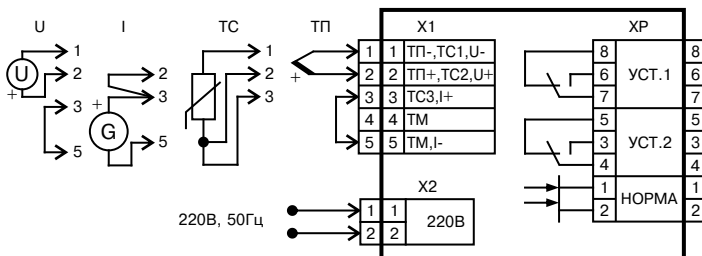 U I ТС ТП X1 XP
1 1 1 1 ТП-,ТС1,U- 8 8
U 2 2 2 + 2 2 ТП+,ТС2,U+ 6 УСТ.1 6
+ 3 + 3 3 3 3 ТС3,I+ 7 7
4 4 ТМ 5 5
5 G 5 5 5 ТМ,I- 3 УСТ.2 3
4 4
X2 1 НОРМА 1
220В, 50Гц 1 1 220В 2 2
2 2